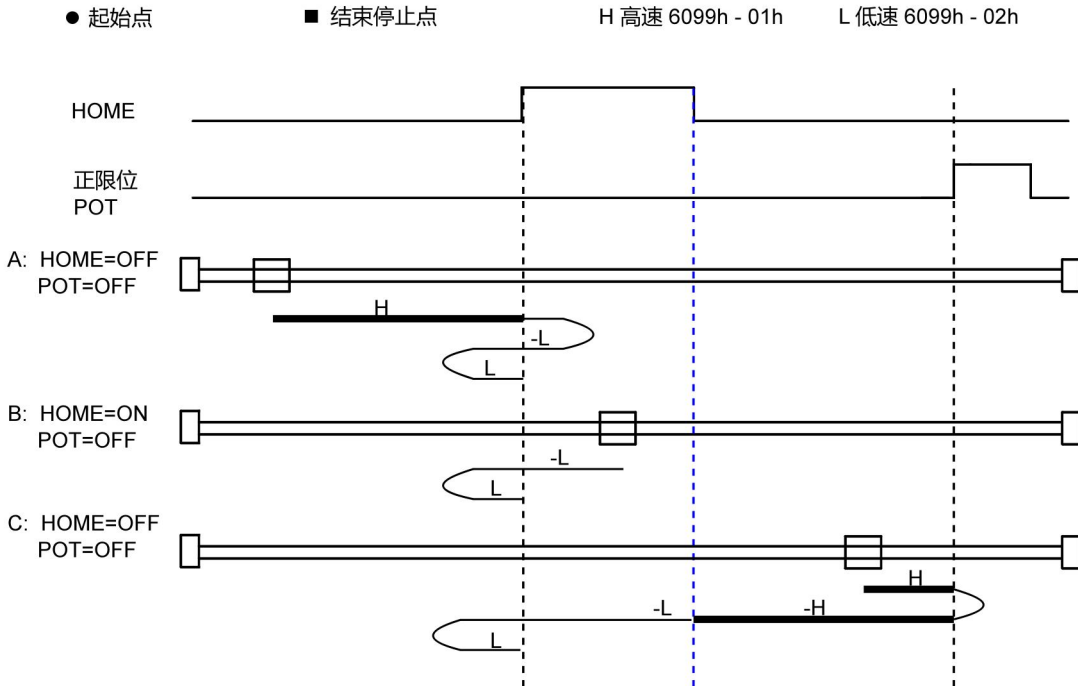 ● 起始点 ■ 结束停止点 H 高速 6099h - 01h L 低速 6099h - 02h
HOME
正限位
POT
A: HOME=OFF
POT=OFF
H
-L
L
B: HOME=ON
POT=OFF
-L
L
C: HOME=OFF
POT=OFF
H
-L -H
L